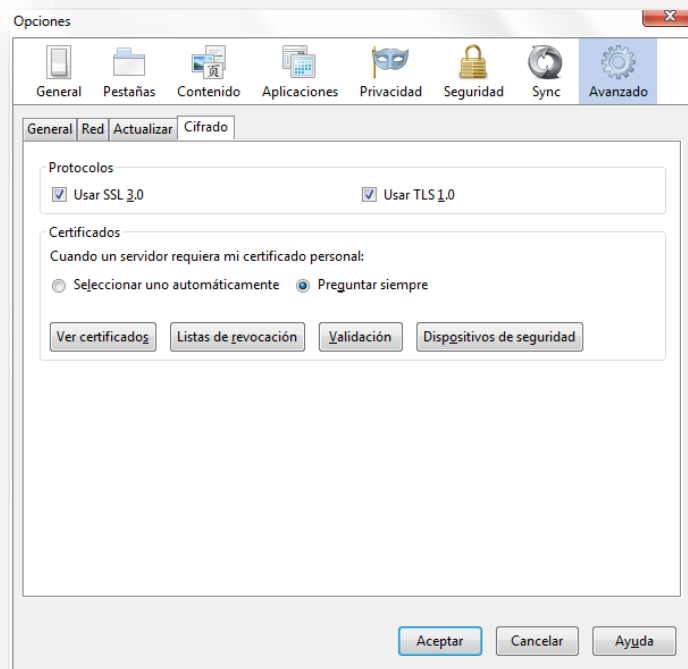 Opciones
General Pestañas Contenido Aplicaciones Privacidad Seguridad Sync Avanzado
General Red Actualizar Cifrado
Protocolos
Usar SSL 3.0 Usar TLS 1.0
Certificados
Cuando un servidor requiera mi certificado personal:
Seleccionar uno automáticamente Preguntar siempre
Ver certificados Listas de revocación Validación Dispositivos de seguridad
Aceptar Cancelar Ayuda